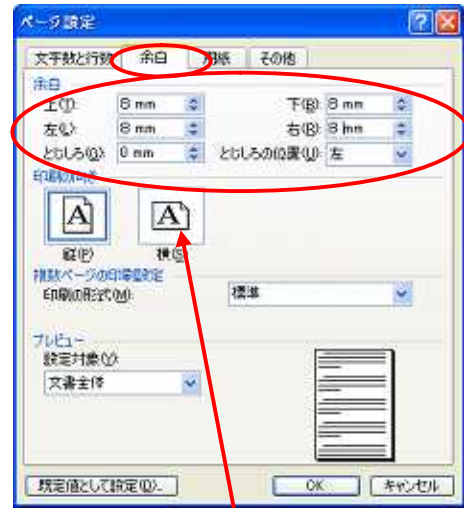 ページ設定
文字数と行数 余白 用紙 その他
余白
上(T): 8 mm 下(B): 8 mm
左(L): 8 mm 右(R): 8 mm
とじしろ(G): 0 mm とじしろの位置(U): 左
印刷の向き
A A
縦(P) 横(S)
複数ページの印刷設定
印刷の形式(M): 標準
プレビュー
設定対象(Y):
文書全体
既定値として設定(D)... OK キャンセル